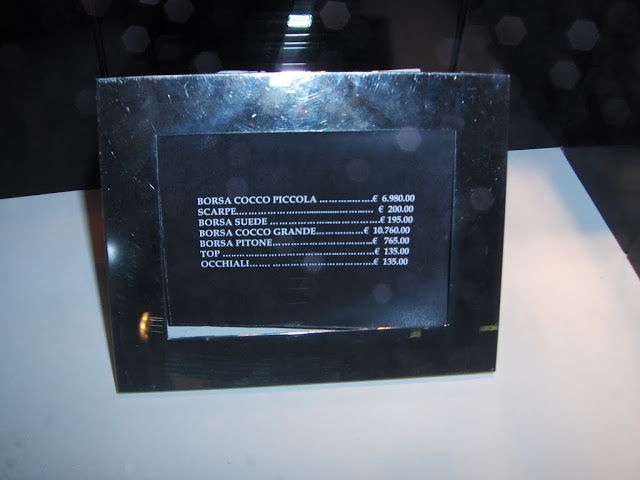 BORSA COCCO PICCOLA ....................€ 6.980.00
SCARPE.......................................... € 200.00
BORSA SUEDE .................................€ 195.00
BORSA COCCO GRANDE................€ 10.760.00
BORSA PITONE...............................€ 765.00
TOP ..............................................€ 135.00
OCCHIALI......................................€ 135.00